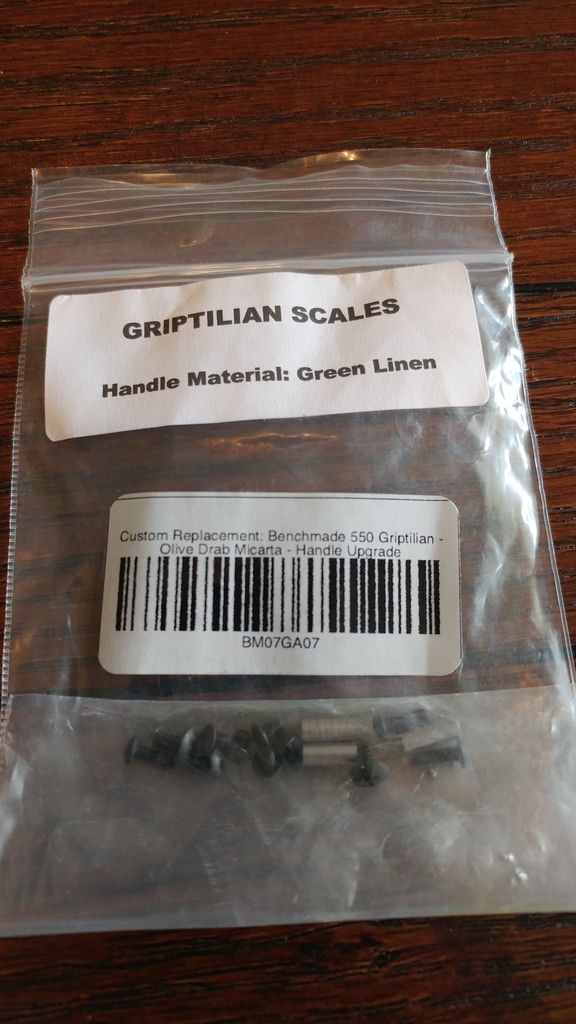 GRIPTILIAN SCALES
Handle Material: Green Linen
Custom Replacement: Benchmade 550 Griptilian -
Olive Drab Micarta - Handle Upgrade
BM07GA07